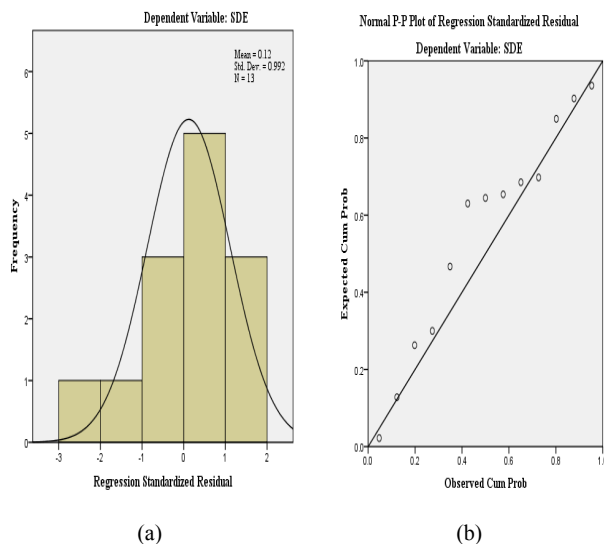 Dependent Variable: SDE
Mean = 0.12
Std. Dev. = 0.992
N = 13
Frequency
6
5
4
3
2
1
0
-3 -2 -1 0 1 2
Regression Standardized Residual
(a)
Normal P-P Plot of Regression Standardized Residual
Dependent Variable: SDE
Expected Cum Prob
1.0
0.8
0.6
0.4
0.2
0.0
0.0 0.2 0.4 0.6 0.8 1.0
Observed Cum Prob
(b)